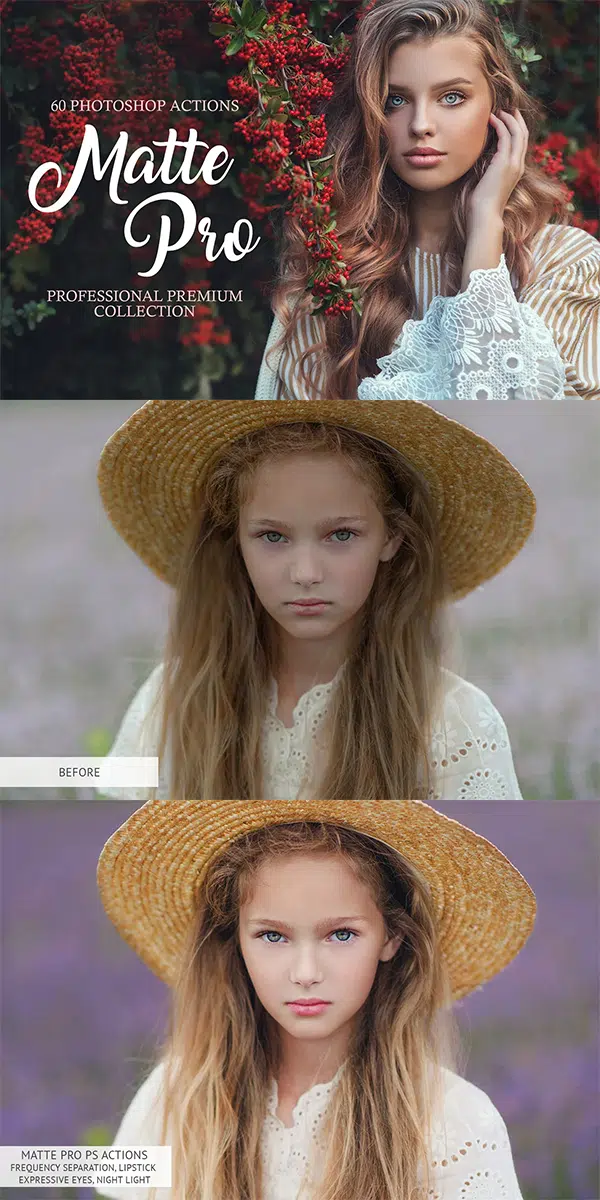 60 PHOTOSHOP ACTIONS
Matte
Pro
PROFESSIONAL PREMIUM
COLLECTION
BEFORE
MATTE PRO PS ACTIONS
FREQUENCY SEPARATION, LIPSTICK
EXPRESSIVE EYES, NIGHT LIGHT